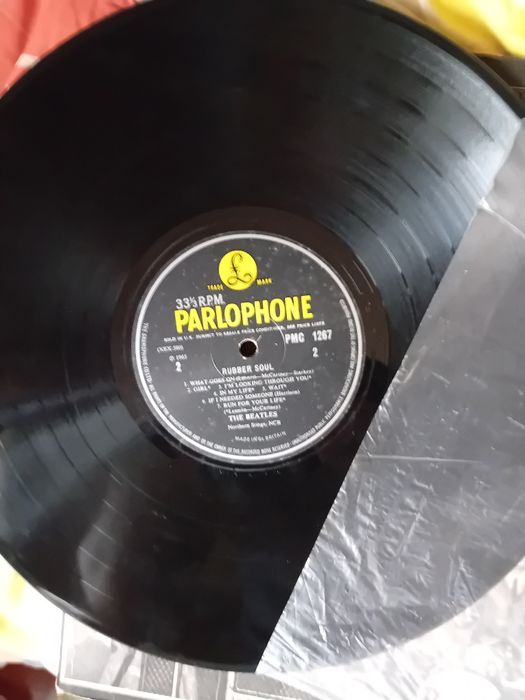 £
TRADE MARK
33⅓ R.P.M.
PARLOPHONE
SOLD IN U.K. SUBJECT TO RESALE PRICE CONDITIONS, SEE PRICE LISTS
PMC 1267
℗ 1965
2
2
RUBBER SOUL
1. WHAT GOES ON (Lennon—McCartney—Starkey)
2. GIRL* 3. I'M LOOKING THROUGH YOU*
4. IN MY LIFE* 5. WAIT*
6. IF I NEEDED SOMEONE (Harrison)
7. RUN FOR YOUR LIFE*
*Lennon—McCartney)
THE BEATLES
Northern Songs, NCB
MADE IN GT. BRITAIN